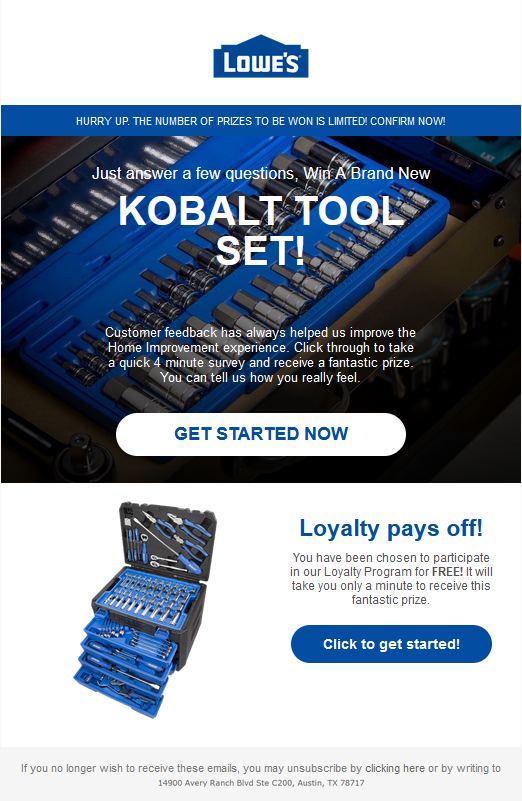 LOWE'S
HURRY UP. THE NUMBER OF PRIZES TO BE WON IS LIMITED! CONFIRM NOW!
Just answer a few questions, Win A Brand New
KOBALT TOOL
SET!
Customer feedback has always helped us improve the
Home Improvement experience. Click through to take
a quick 4 minute survey and receive a fantastic prize.
You can tell us how you really feel.
GET STARTED NOW
Loyalty pays off!
You have been chosen to participate
in our Loyalty Program for FREE! It will
take you only a minute to receive this
fantastic prize.
Click to get started!
If you no longer wish to receive these emails, you may unsubscribe by clicking here or by writing to
14900 Avery Ranch Blvd Ste C200, Austin, TX 78717